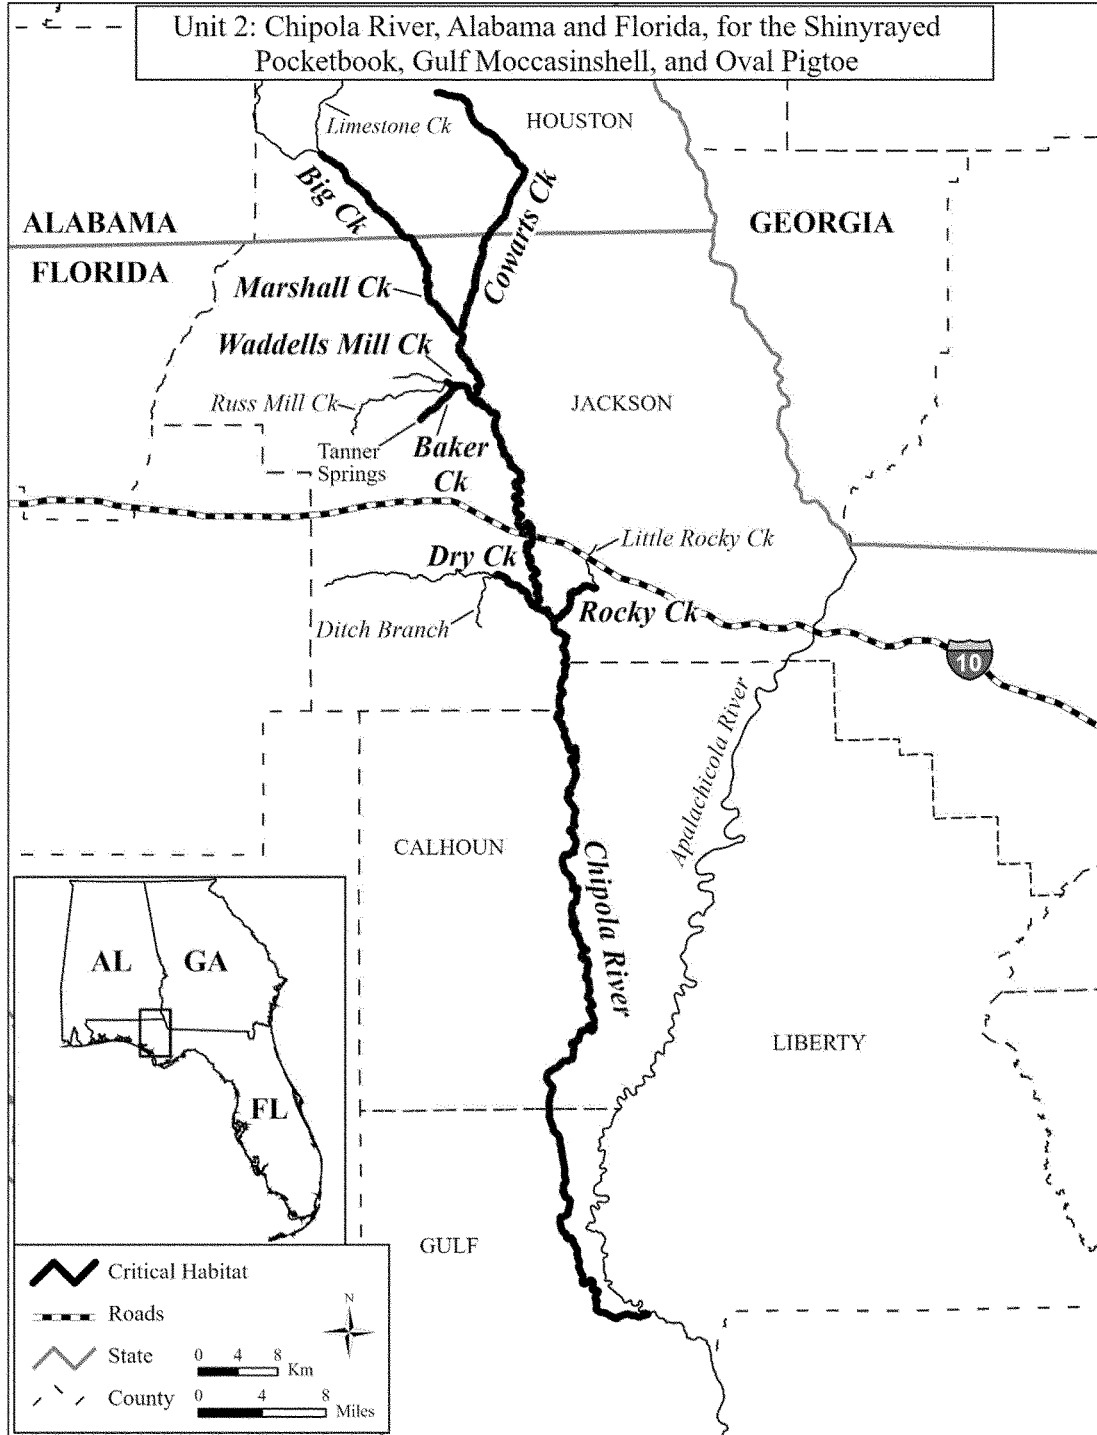 Unit 2: Chipola River, Alabama and Florida, for the Shinyrayed
Pocketbook, Gulf Moccasinshell, and Oval Pigtoe
Limestone Ck
HOUSTON
Big Ck
Cowarts Ck
ALABAMA
GEORGIA
FLORIDA
Marshall Ck
Waddells Mill Ck
Russ Mill Ck
JACKSON
Tanner
Springs
Baker
Ck
Little Rocky Ck
Dry Ck
Rocky Ck
Ditch Branch
10
Apalachicola River
CALHOUN
Chipola River
AL
GA
LIBERTY
FL
GULF
Critical Habitat
Roads
State
County
N
0 4 8
Km
0 4 8
Miles